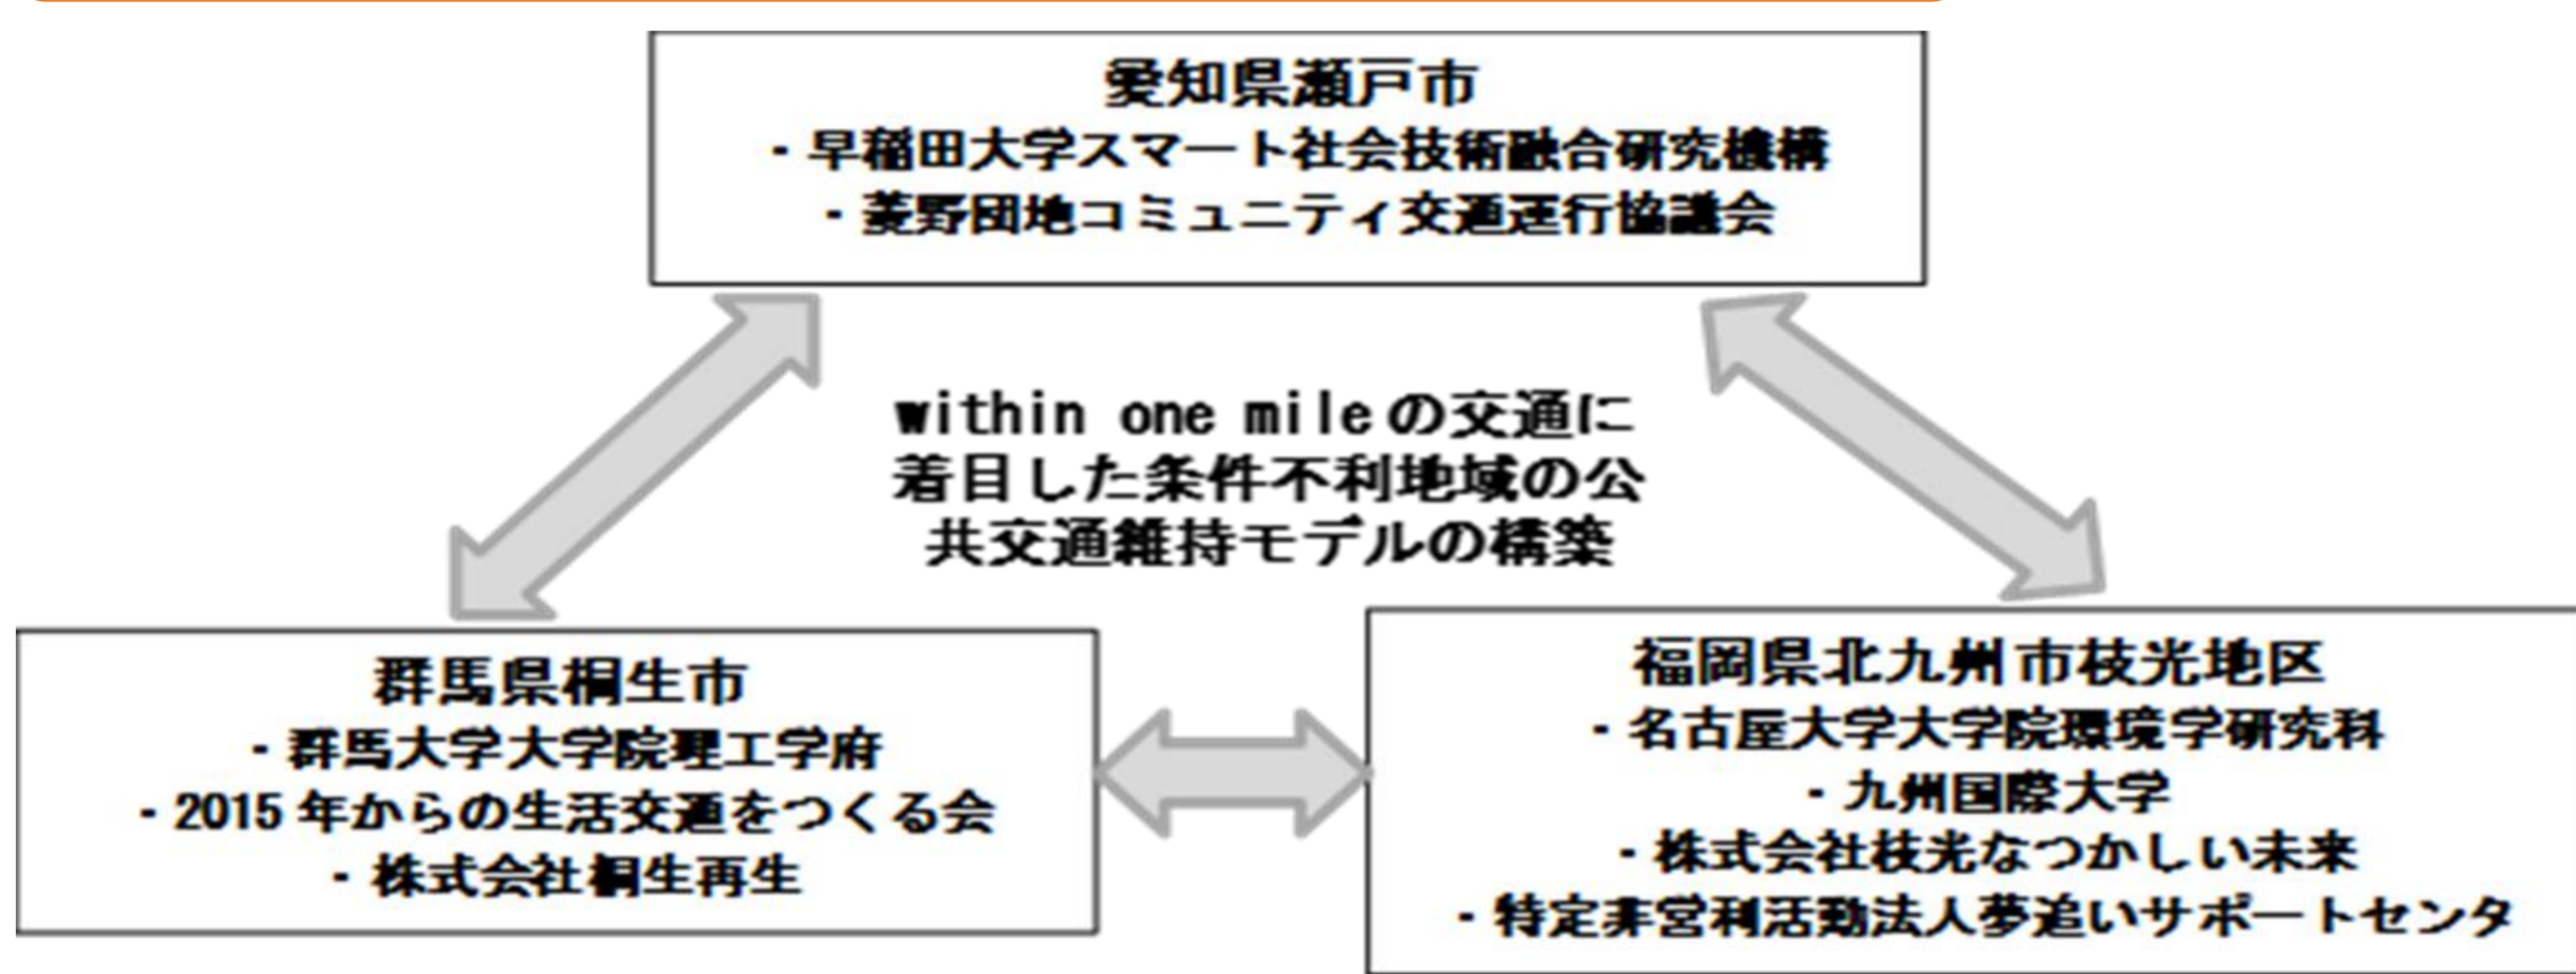 愛知県瀬戸市
- 早稲田大学スマート社会技術融合研究機構
- 菱野団地コミュニティ交通運行協議会
within one mileの交通に
着目した条件不利地域の公
共交通維持モデルの構築
群馬県桐生市
- 群馬大学大学院理工学府
- 2015年からの生活交通をつくる会
- 株式会社桐生再生
福岡県北九州市枝光地区
- 名古屋大学大学院環境学研究科
- 九州国際大学
- 株式会社枝光なつかしい未来
- 特定非営利活動法人夢追いサポートセンタ